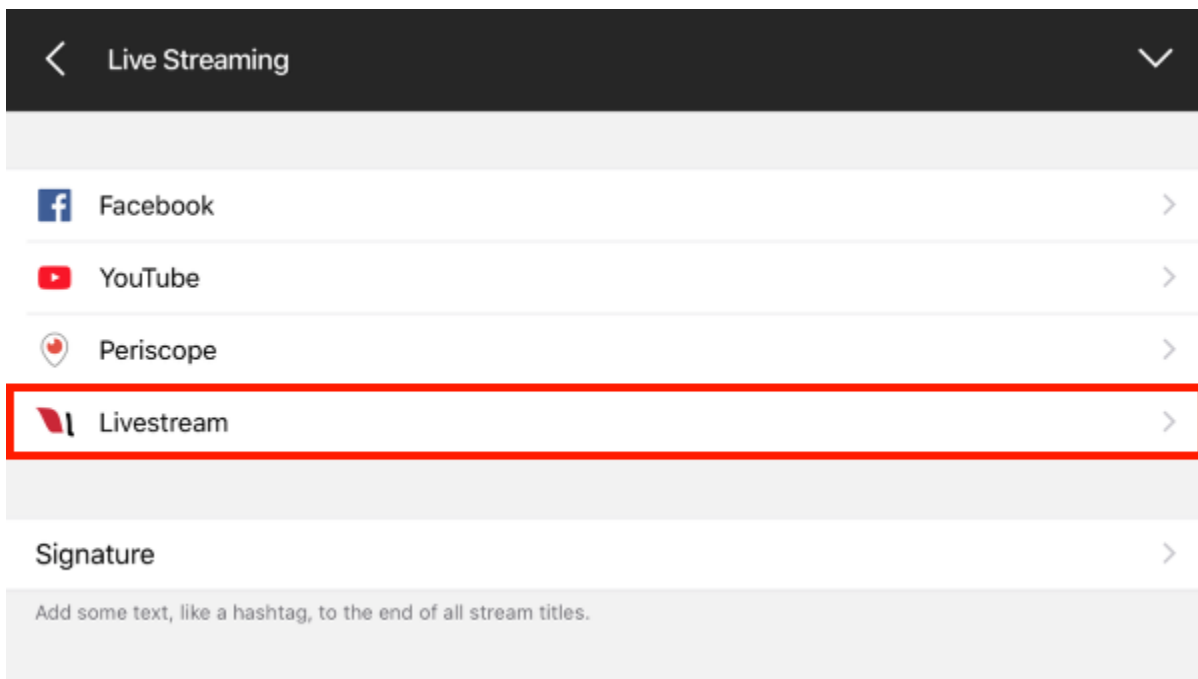 Live Streaming
Facebook
YouTube
Periscope
Livestream
Signature
Add some text, like a hashtag, to the end of all stream titles.